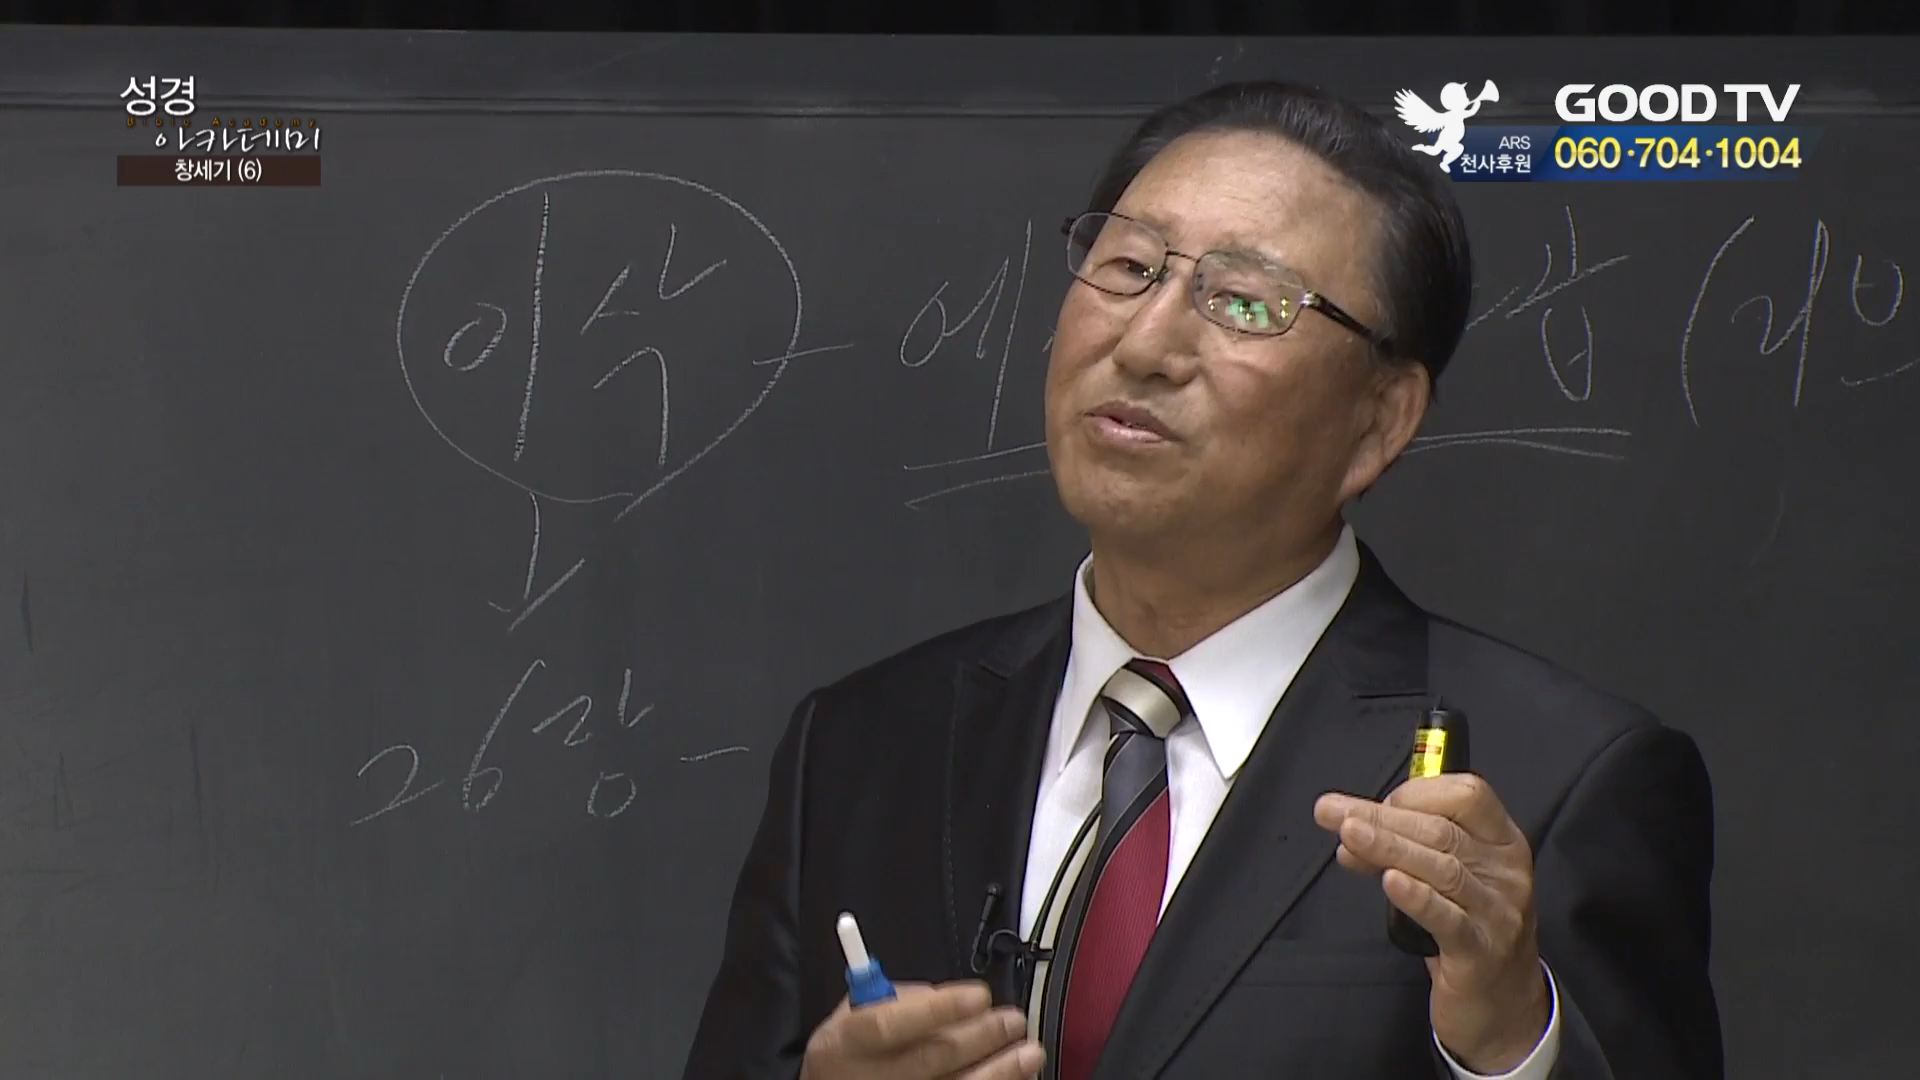 성경
Bible Academy
아카데미
창세기 (6)
GOOD TV
ARS
천사후원
060·704·1004
이삭
26장 -